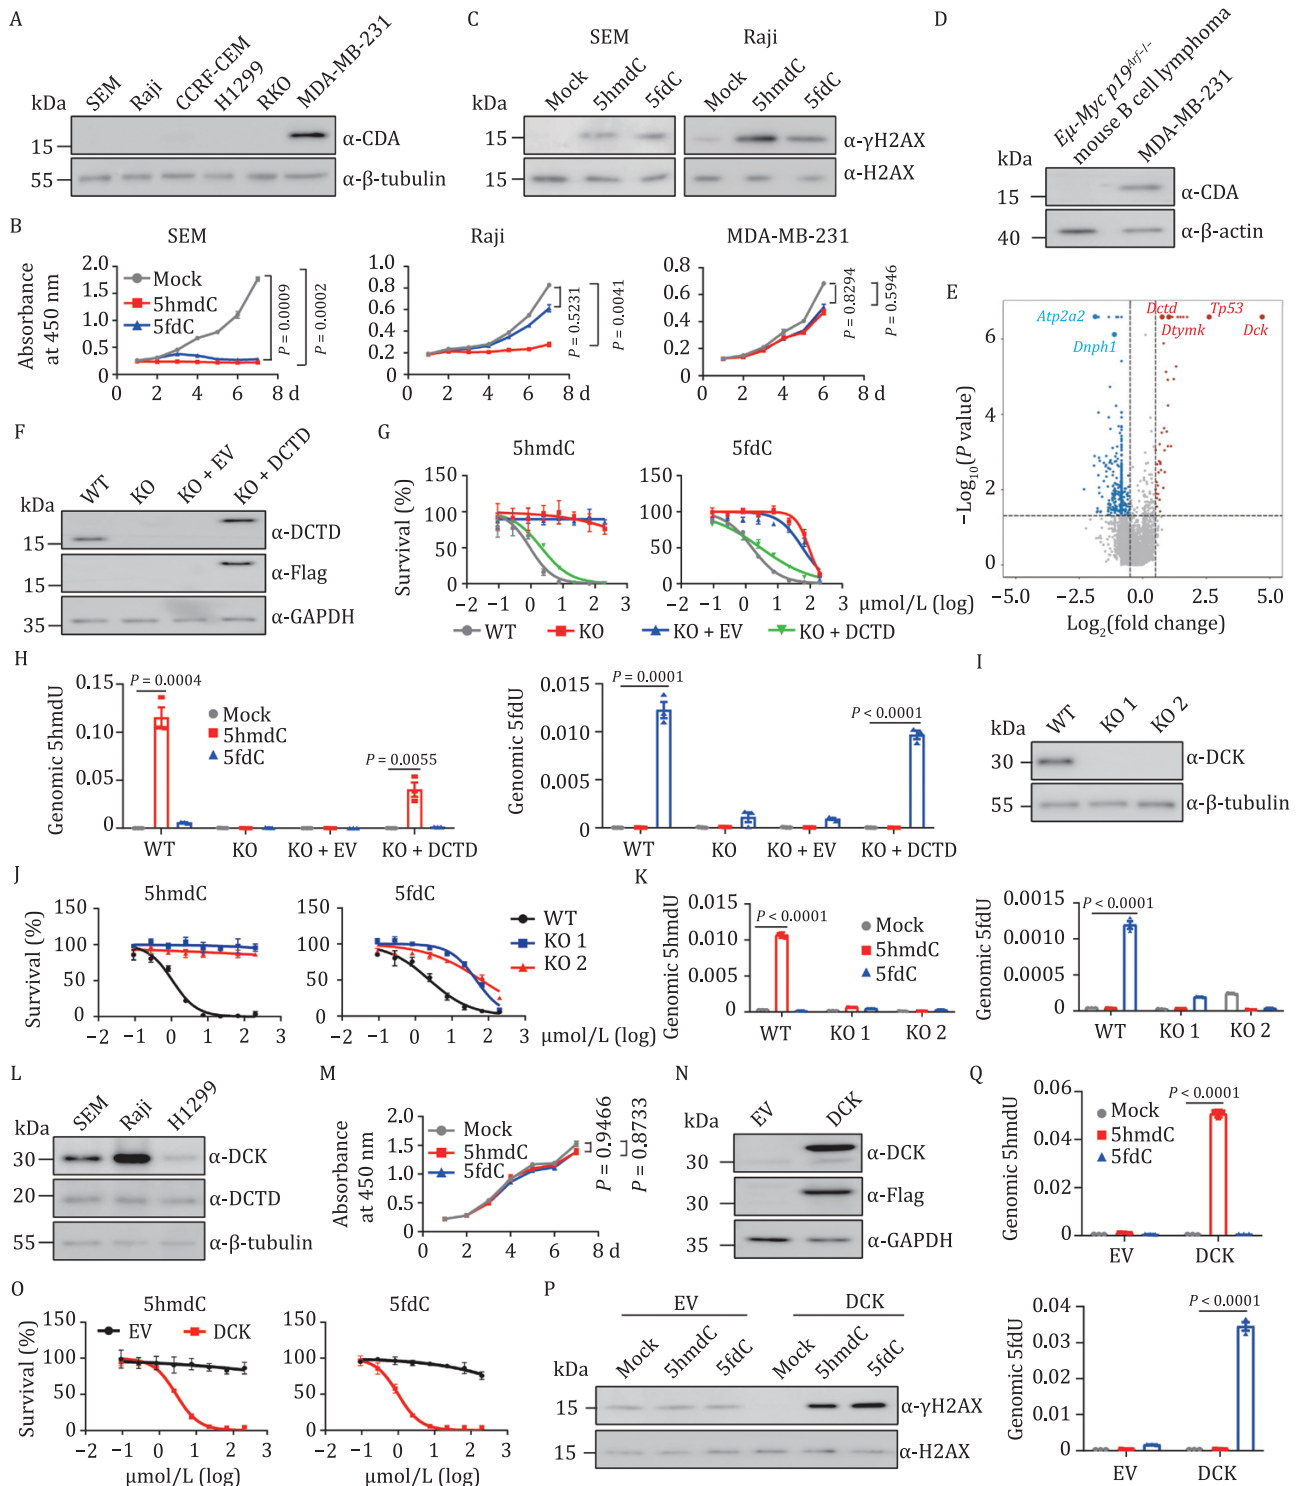 A
kDa
SEM
Raji
CCRF-CEM
H1299
RKO
MDA-MB-231
15
α-CDA
55
α-β-tubulin
C
SEM
Raji
kDa
Mock
5hmdC
5fdC
Mock
5hmdC
5fdC
15
α-γH2AX
15
α-H2AX
D
kDa
Eμ-Myc p19Arf-/-
mouse B cell lymphoma
MDA-MB-231
15
α-CDA
40
α-β-actin
B
SEM
Raji
MDA-MB-231
Absorbance
at 450 nm
2.0
1.5
1.0
0.5
0
Mock
5hmdC
5fdC
P = 0.0009
P = 0.0002
0 2 4 6 8 d
1.0
0.8
0.6
0.4
0.2
P = 0.5231
P = 0.0041
0 2 4 6 8 d
0.8
0.6
0.4
0.2
0
P = 0.8294
P = 0.5946
0 2 4 6 8 d
E
Atp2a2
Dnph1
Dctd
Dtymk
Tp53
Dck
−Log10(P value)
6
4
2
0
−5.0 −2.5 0 2.5 5.0
Log2(fold change)
F
kDa
WT
KO
KO + EV
KO + DCTD
15
α-DCTD
15
α-Flag
35
α-GAPDH
G
5hmdC
5fdC
Survival (%)
150
100
50
0
−2 −1 0 1 2 3
150
100
50
0
−2 −1 0 1 2 3
μmol/L (log)
WT
KO
KO + EV
KO + DCTD
H
Genomic 5hmdU
0.15
0.10
0.05
0
P = 0.0004
Mock
5hmdC
5fdC
P = 0.0055
WT
KO
KO + EV
KO + DCTD
Genomic 5fdU
0.015
0.010
0.005
0.000
P = 0.0001
P < 0.0001
WT
KO
KO + EV
KO + DCTD
I
kDa
WT
KO 1
KO 2
30
α-DCK
55
α-β-tubulin
J
5hmdC
5fdC
Survival (%)
150
100
50
0
−2 −1 0 1 2 3
150
100
50
0
−2 −1 0 1 2 3
μmol/L (log)
WT
KO 1
KO 2
K
Genomic 5hmdU
0.015
0.010
0.005
0
P < 0.0001
Mock
5hmdC
5fdC
WT
KO 1
KO 2
Genomic 5fdU
0.0015
0.0010
0.0005
0
P < 0.0001
WT
KO 1
KO 2
L
kDa
SEM
Raji
H1299
30
α-DCK
20
α-DCTD
55
α-β-tubulin
M
Absorbance
at 450 nm
2.0
1.5
1.0
1.5
0
Mock
5hmdC
5fdC
P = 0.9466
P = 0.8733
0 2 4 6 8 d
N
kDa
EV
DCK
30
α-DCK
30
α-Flag
35
α-GAPDH
Q
Genomic 5hmdU
0.06
0.04
0.02
0
Mock
5hmdC
5fdC
P < 0.0001
EV
DCK
Genomic 5fdU
0.04
0.03
0.02
0.01
0
P < 0.0001
EV
DCK
O
5hmdC
5fdC
Survival (%)
150
100
50
0
EV
DCK
−2 −1 0 1 2 3
μmol/L (log)
150
100
50
0
−2 −1 0 1 2 3
μmol/L (log)
P
EV
DCK
kDa
Mock
5hmdC
5fdC
Mock
5hmdC
5fdC
15
α-γH2AX
15
α-H2AX